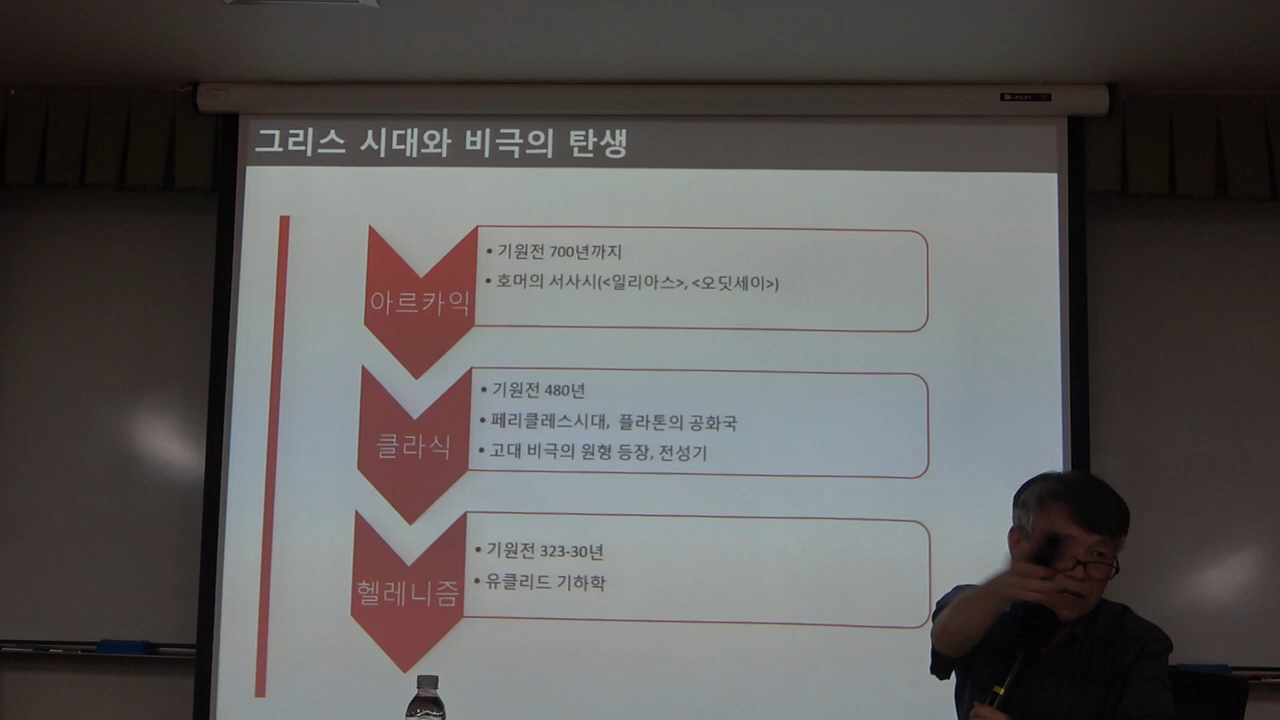 그리스 시대와 비극의 탄생
아르카익
• 기원전 700년까지
• 호머의 서사시(<일리아스>, <오딧세이>)
클라식
• 기원전 480년
• 페리클레스시대, 플라톤의 공화국
• 고대 비극의 원형 등장, 전성기
헬레니즘
• 기원전 323-30년
• 유클리드 기하학